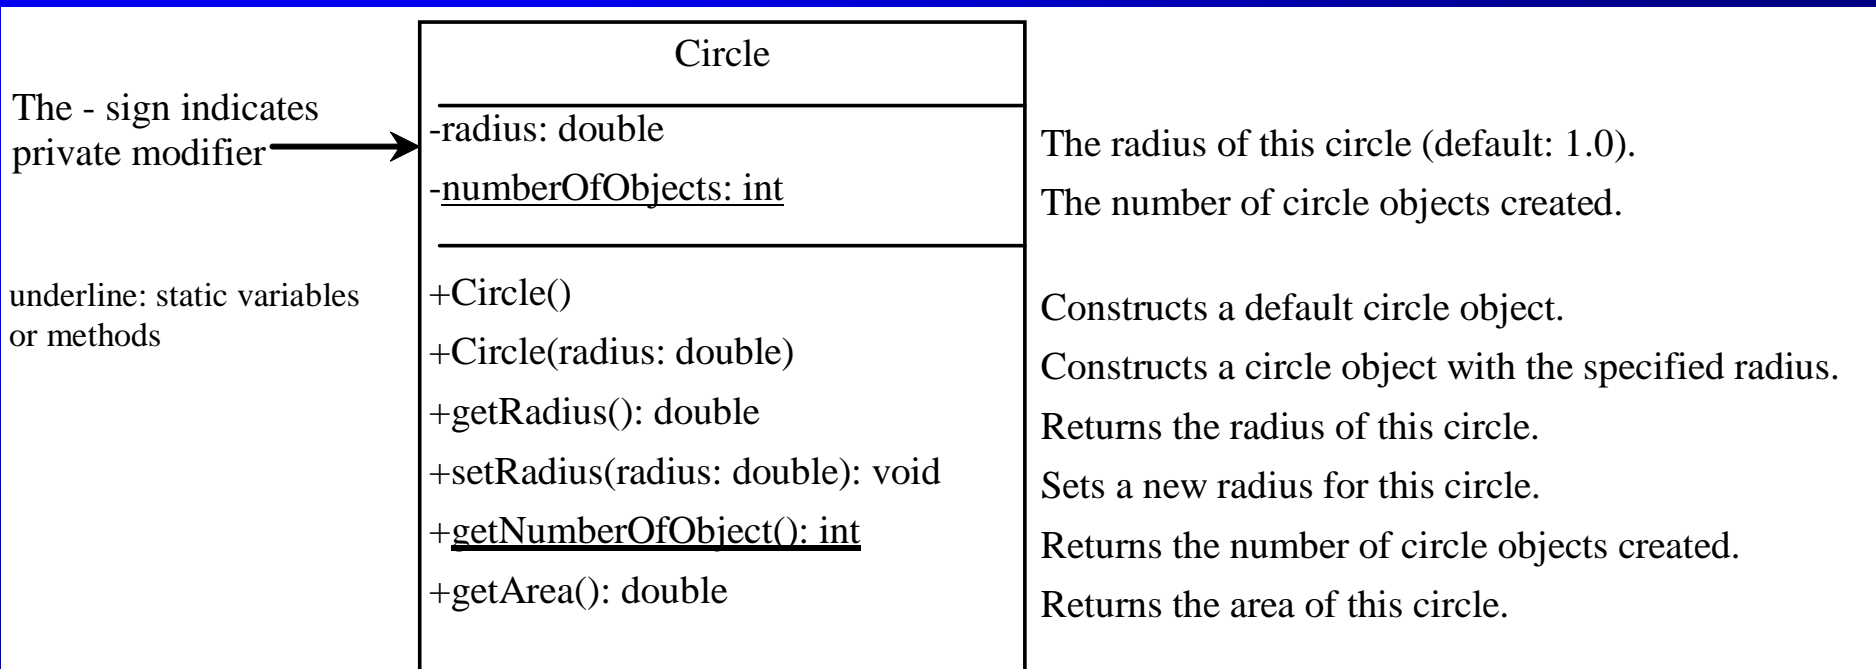 Circle
The - sign indicates
private modifier
-radius: double
The radius of this circle (default: 1.0).
-numberOfObjects: int
The number of circle objects created.
underline: static variables
or methods
+Circle()
Constructs a default circle object.
+Circle(radius: double)
Constructs a circle object with the specified radius.
+getRadius(): double
Returns the radius of this circle.
+setRadius(radius: double): void
Sets a new radius for this circle.
+getNumberOfObject(): int
Returns the number of circle objects created.
+getArea(): double
Returns the area of this circle.